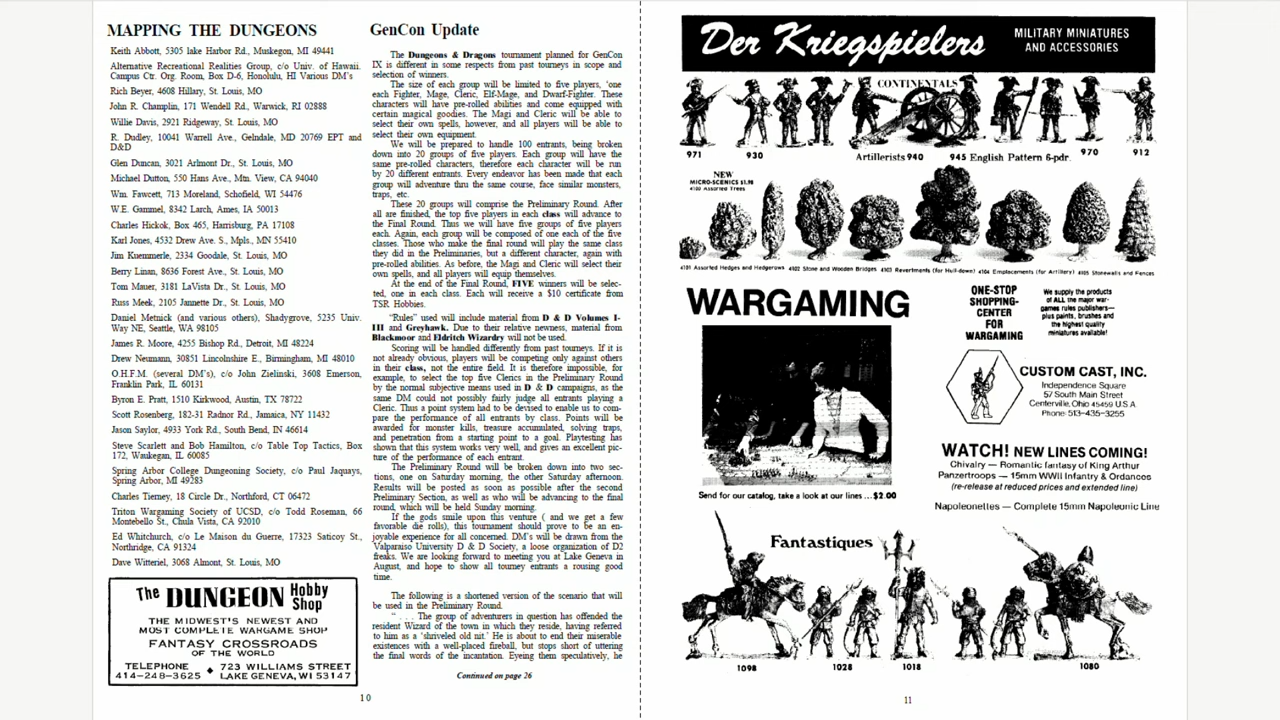 MAPPING THE DUNGEONS
Keith Abbott, 5305 lake Harbor Rd., Muskegon, MI 49441
Alternative Recreational Realities Group, c/o Univ. of Hawaii.
Campus Ctr. Org. Room, Box D-6, Honolulu, HI Various DM's
Rich Beyer, 4608 Hillary, St. Louis, MO
John R. Champlin, 171 Wendell Rd., Warwick, RI 02888
Willie Davis, 2921 Ridgeway, St. Louis, MO
R. Dudley, 10041 Warrell Ave., Gelndale, MD 20769 EPT and
D&D
Glen Duncan, 3021 Arlmont Dr., St. Louis, MO
Michael Dutton, 550 Hans Ave., Mtn. View, CA 94040
Wm. Fawcett, 713 Moreland, Schofield, WI 54476
W.E. Gammel, 8342 Larch, Ames, IA 50013
Charles Hickok, Box 465, Harrisburg, PA 17108
Karl Jones, 4532 Drew Ave. S., Mpls., MN 55410
Jim Kuemmerle, 2334 Goodale, St. Louis, MO
Berry Linan, 8636 Forest Ave., St. Louis, MO
Tom Mauer, 3181 LaVista Dr., St. Louis, MO
Russ Meek, 2105 Jannette Dr., St. Louis, MO
Daniel Metnick (and various others), Shadygrove, 5235 Univ.
Way NE, Seattle, WA 98105
James R. Moore, 4255 Bishop Rd., Detroit, MI 48224
Drew Neumann, 30851 Lincolnshire E., Birmingham, MI 48010
O.H.F.M. (several DM's), c/o John Zielinski, 3608 Emerson,
Franklin Park, IL 60131
Byron E. Pratt, 1510 Kirkwood, Austin, TX 78722
Scott Rosenberg, 182-31 Radnor Rd., Jamaica, NY 11432
Jason Saylor, 4933 York Rd., South Bend, IN 46614
Steve Scarlett and Bob Hamilton, c/o Table Top Tactics, Box
172, Waukegan, IL 60085
Spring Arbor College Dungeoning Society, c/o Paul Jaquays,
Spring Arbor, MI 49283
Charles Tierney, 18 Circle Dr., Northford, CT 06472
Triton Wargaming Society of UCSD, c/o Todd Roseman, 66
Montebello St., Chula Vista, CA 92010
Ed Whitchurch, c/o Le Maison du Guerre, 17323 Saticoy St.,
Northridge, CA 91324
Dave Witteriel, 3068 Almont, St. Louis, MO
The DUNGEON Hobby Shop
THE MIDWEST'S NEWEST AND
MOST COMPLETE WARGAME SHOP
FANTASY CROSSROADS
OF THE WORLD
TELEPHONE ♦ 723 WILLIAMS STREET
414-248-3625 LAKE GENEVA, WI 53147
GenCon Update
The Dungeons & Dragons tournament planned for GenCon
IX is different in some respects from past tourneys in scope and
selection of winners.
The size of each group will be limited to five players, 'one
each Fighter, Mage, Cleric, Elf-Mage, and Dwarf-Fighter. These
characters will have pre-rolled abilities and come equipped with
certain magical goodies. The Magi and Cleric will be able to
select their own spells, however, and all players will be able to
select their own equipment.
We will be prepared to handle 100 entrants, being broken
down into 20 groups of five players. Each group will have the
same pre-rolled characters, therefore each character will be run
by 20 different entrants. Every endeavor has been made that each
group will adventure thru the same course, face similar monsters,
traps, etc.
These 20 groups will comprise the Preliminary Round. After
all are finished, the top five players in each class will advance to
the Final Round. Thus we will have five groups of five players
each. Again, each group will be composed of one each of the five
classes. Those who make the final round will play the same class
they did in the Preliminaries, but a different character, again with
pre-rolled abilities. As before, the Magi and Cleric will select their
own spells, and all players will equip themselves.
At the end of the Final Round, FIVE winners will be selec-
ted, one in each class. Each will receive a $10 certificate from
TSR Hobbies.
"Rules" used will include material from D & D Volumes I-
III and Greyhawk. Due to their relative newness, material from
Blackmoor and Eldritch Wizardry will not be used.
Scoring will be handled differently from past tourneys. If it is
not already obvious, players will be competing only against others
in their class, not the entire field. It is therefore impossible, for
example, to select the top five Clerics in the Preliminary Round
by the normal subjective means used in D & D campaigns, as the
same DM could not possibly fairly judge all entrants playing a
Cleric. Thus a point system had to be devised to enable us to com-
pare the performance of all entrants by class. Points will be
awarded for monster kills, treasure accumulated, solving traps,
and penetration from a starting point to a goal. Playtesting has
shown that this system works very well, and gives an excellent pic-
ture of the performance of each entrant.
The Preliminary Round will be broken down into two sec-
tions, one on Saturday morning, the other Saturday afternoon.
Results will be posted as soon as possible after the second
Preliminary Section, as well as who will be advancing to the final
round, which will be held Sunday morning.
If the gods smile upon this venture ( and we get a few
favorable die rolls), this tournament should prove to be an en-
joyable experience for all concerned. DM's will be drawn from the
Valparaiso University D & D Society, a loose organization of D2
freaks. We are looking forward to meeting you at Lake Geneva in
August, and hope to show all tourney entrants a rousing good
time.
The following is a shortened version of the scenario that will
be used in the Preliminary Round.
" . . . The group of adventurers in question has offended the
resident Wizard of the town in which they reside, having referred
to him as a 'shriveled old nit.' He is about to end their miserable
existences with a well-placed fireball, but stops short of uttering
the final words of the incantation. Eyeing them speculatively, he
Continued on page 26
10
Der Kriegspielers
MILITARY MINIATURES
AND ACCESSORIES
CONTINENTALS
971 930 Artillerists 940 945 English Pattern 6-pdr. 970 912
NEW
MICRO-SCENICS $1.98
4100 Assorted Trees
4101 Assorted Hedges and Hedgerows 4102 Stone and Wooden Bridges 4103 Revertments (for Hull-down) 4104 Emplacements (for Artillery) 4105 Stonewalls and Fences
WARGAMING
ONE-STOP
SHOPPING-
CENTER
FOR
WARGAMING
We supply the products
of ALL the major war-
games rules publishers—
plus paints, brushes and
the highest quality
miniatures available!
CUSTOM CAST, INC.
Independence Square
57 South Main Street
Centerville, Ohio 45459 U.S.A.
Phone: 513-435-3255
Send for our catalog, take a look at our lines ...$2.00
WATCH! NEW LINES COMING!
Chivalry — Romantic fantasy of King Arthur
Panzertroops — 15mm WWII Infantry & Ordances
(re-release at reduced prices and extended line)
Napoleonettes — Complete 15mm Napoleonic Line
Fantastiques
1098 1028 1018 1080
11